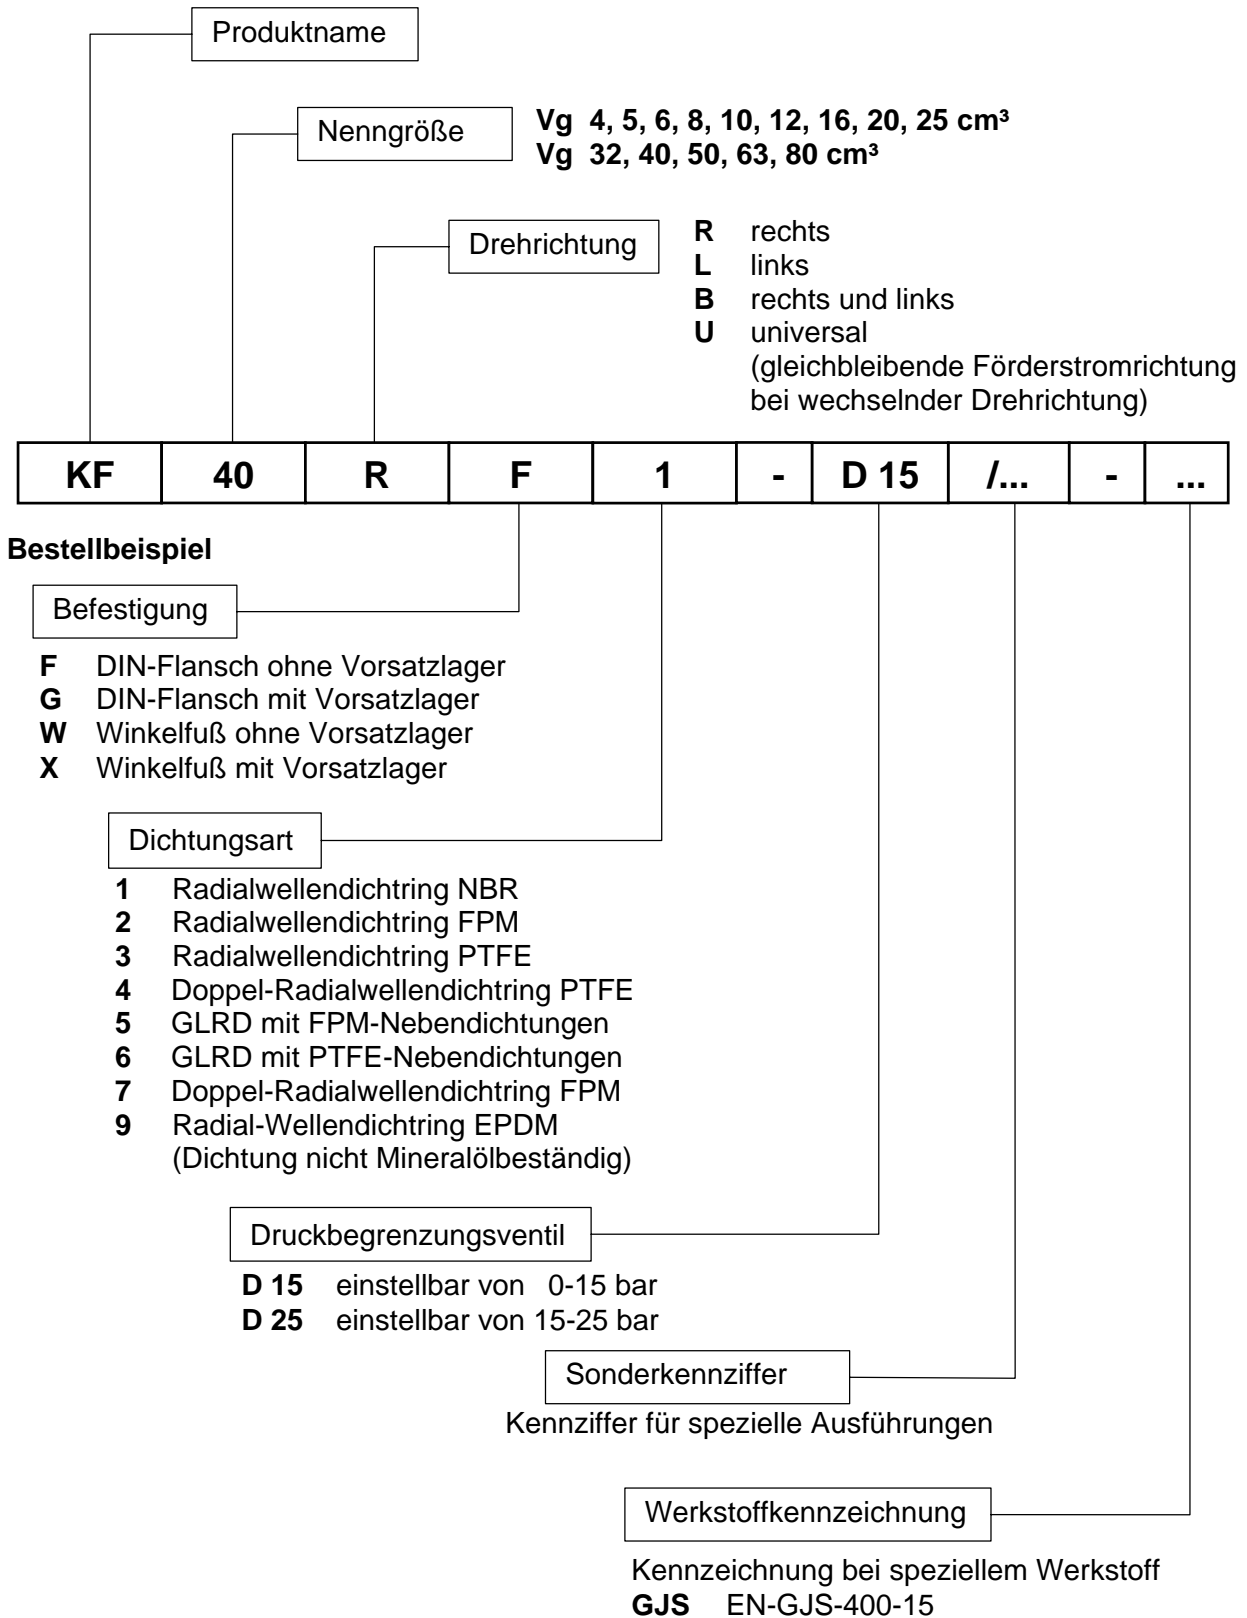 Produktname
Nenngröße
Vg 4, 5, 6, 8, 10, 12, 16, 20, 25 cm³
Vg 32, 40, 50, 63, 80 cm³
Drehrichtung
R rechts
L links
B rechts und links
U universal
(gleichbleibende Förderstromrichtung
bei wechselnder Drehrichtung)
KF 40 R F 1 - D 15 /... - ...
Bestellbeispiel
Befestigung
F DIN-Flansch ohne Vorsatzlager
G DIN-Flansch mit Vorsatzlager
W Winkelfuß ohne Vorsatzlager
X Winkelfuß mit Vorsatzlager
Dichtungsart
1 Radialwellendichtring NBR
2 Radialwellendichtring FPM
3 Radialwellendichtring PTFE
4 Doppel-Radialwellendichtring PTFE
5 GLRD mit FPM-Nebendichtungen
6 GLRD mit PTFE-Nebendichtungen
7 Doppel-Radialwellendichtring FPM
9 Radial-Wellendichtring EPDM
(Dichtung nicht Mineralölbeständig)
Druckbegrenzungsventil
D 15 einstellbar von 0-15 bar
D 25 einstellbar von 15-25 bar
Sonderkennziffer
Kennziffer für spezielle Ausführungen
Werkstoffkennzeichnung
Kennzeichnung bei speziellem Werkstoff
GJS EN-GJS-400-15